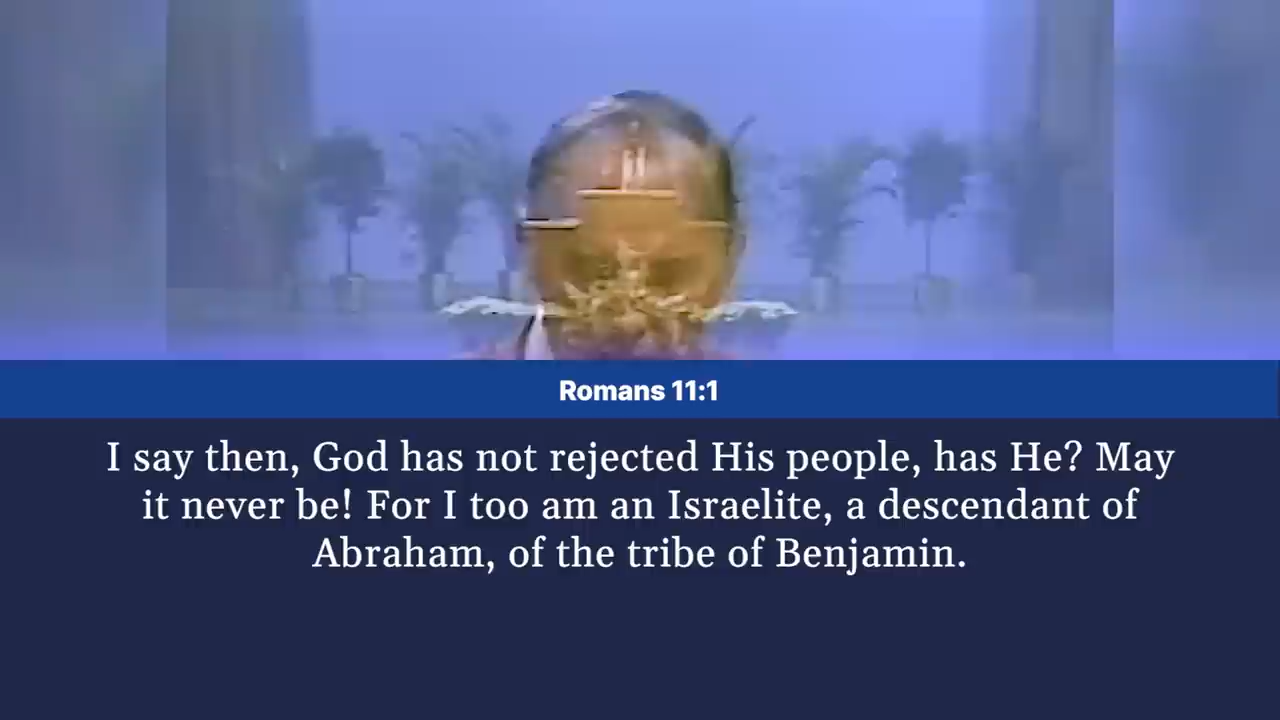 Romans 11:1
I say then, God has not rejected His people, has He? May
it never be! For I too am an Israelite, a descendant of
Abraham, of the tribe of Benjamin.